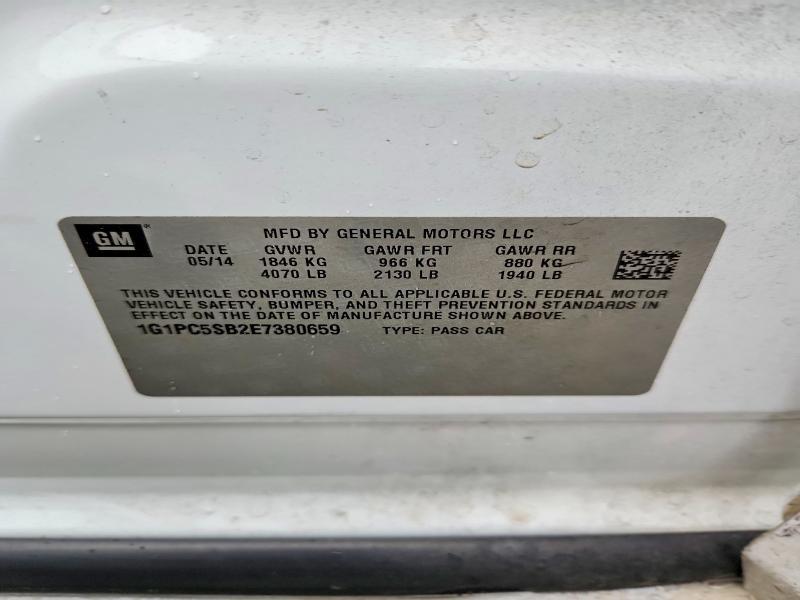 GM
MFD BY GENERAL MOTORS LLC
DATE GVWR GAWR FRT GAWR RR
05/14 1846 KG 966 KG 880 KG
4070 LB 2130 LB 1940 LB
THIS VEHICLE CONFORMS TO ALL APPLICABLE U.S. FEDERAL MOTOR
VEHICLE SAFETY, BUMPER, AND THEFT PREVENTION STANDARDS IN
EFFECT ON THE DATE OF MANUFACTURE SHOWN ABOVE.
1G1PC5SB2E7380659 TYPE: PASS CAR